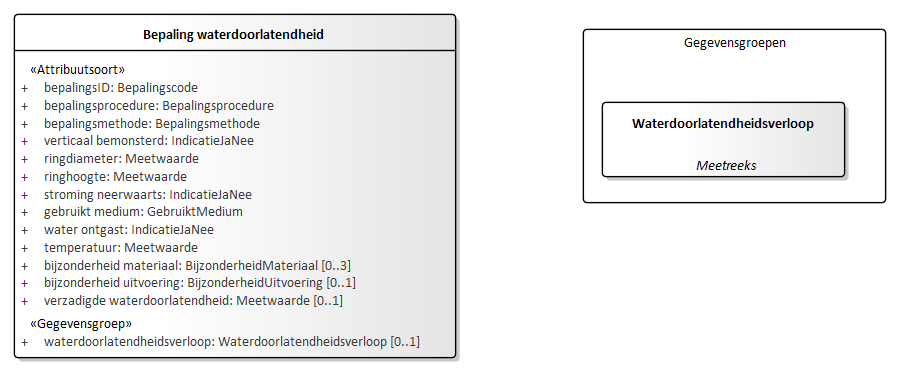 Bepaling waterdoorlatendheid
«Attribuutsoort»
+ bepalingsID: Bepalingscode
+ bepalingsprocedure: Bepalingsprocedure
+ bepalingsmethode: Bepalingsmethode
+ verticaal bemonsterd: IndicatieJaNee
+ ringdiameter: Meetwaarde
+ ringhoogte: Meetwaarde
+ stroming neerwaarts: IndicatieJaNee
+ gebruikt medium: GebruiktMedium
+ water ontgast: IndicatieJaNee
+ temperatuur: Meetwaarde
+ bijzonderheid materiaal: BijzonderheidMateriaal [0..3]
+ bijzonderheid uitvoering: BijzonderheidUitvoering [0..1]
+ verzadigde waterdoorlatendheid: Meetwaarde [0..1]
«Gegevensgroep»
+ waterdoorlatendheidsverloop: Waterdoorlatendheidsverloop [0..1]
Gegevensgroepen
Waterdoorlatendheidsverloop
Meetreeks